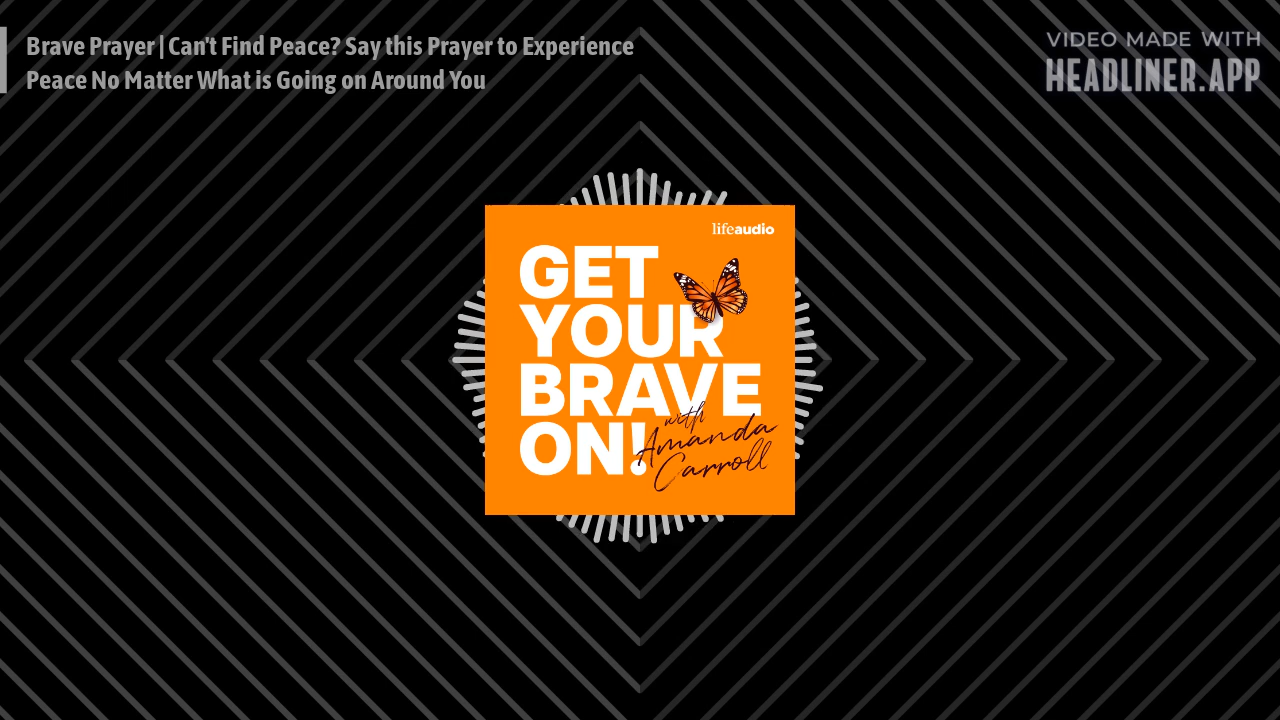 Brave Prayer | Can't Find Peace? Say this Prayer to Experience
Peace No Matter What is Going on Around You
VIDEO MADE WITH
HEADLINER.APP
lifeaudio
GET
YOUR
BRAVE
ON!
with
Amanda
Carroll